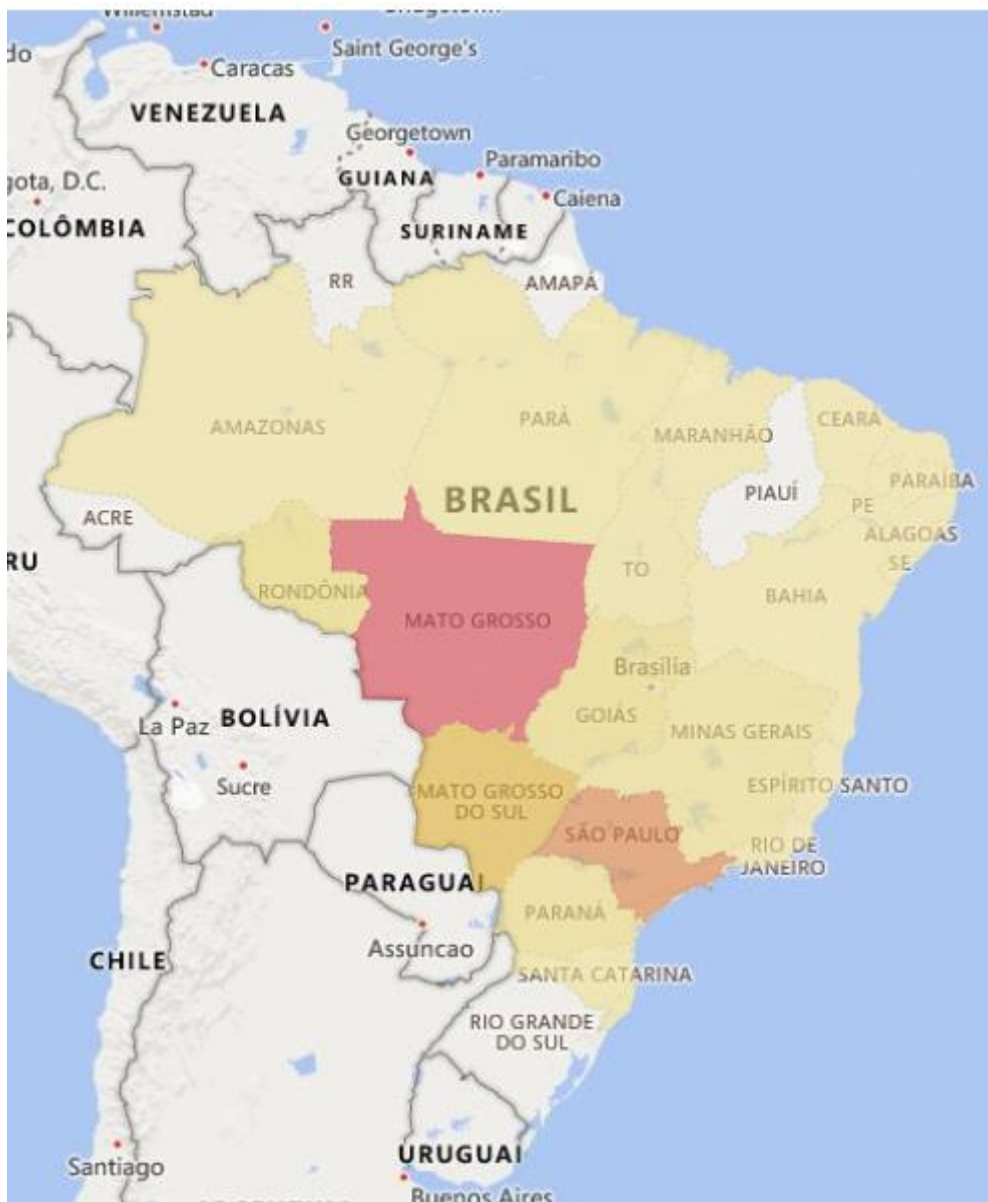 Willemstad
Saint George's
Caracas
VENEZUELA
Georgetown
Paramaribo
GUIANA
Caiena
gota, D.C.
COLÔMBIA
SURINAME
RR
AMAPÁ
AMAZONAS
PARÁ
MARANHÃO
CEARÁ
PARAÍBA
BRASIL
PIAUÍ
PE
ACRE
ALAGOAS
SE
RU
TO
RONDÔNIA
BAHIA
MATO GROSSO
Brasília
La Paz
BOLÍVIA
GOIÁS
MINAS GERAIS
Sucre
MATO GROSSO
DO SUL
ESPÍRITO SANTO
SÃO PAULO
RIO DE
JANEIRO
PARAGUAI
PARANÁ
Assuncao
CHILE
SANTA CATARINA
RIO GRANDE
DO SUL
URUGUAI
Santiago
Buenos Aires